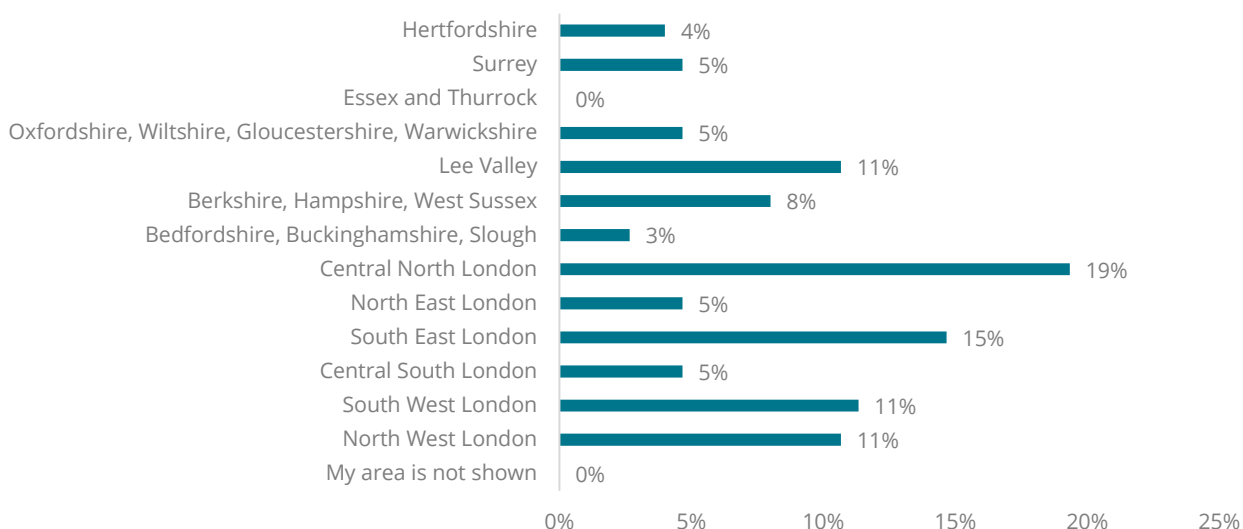 Hertfordshire 4%
Surrey 5%
Essex and Thurrock 0%
Oxfordshire, Wiltshire, Gloucestershire, Warwickshire 5%
Lee Valley 11%
Berkshire, Hampshire, West Sussex 8%
Bedfordshire, Buckinghamshire, Slough 3%
Central North London 19%
North East London 5%
South East London 15%
Central South London 5%
South West London 11%
North West London 11%
My area is not shown 0%
0% 5% 10% 15% 20% 25%